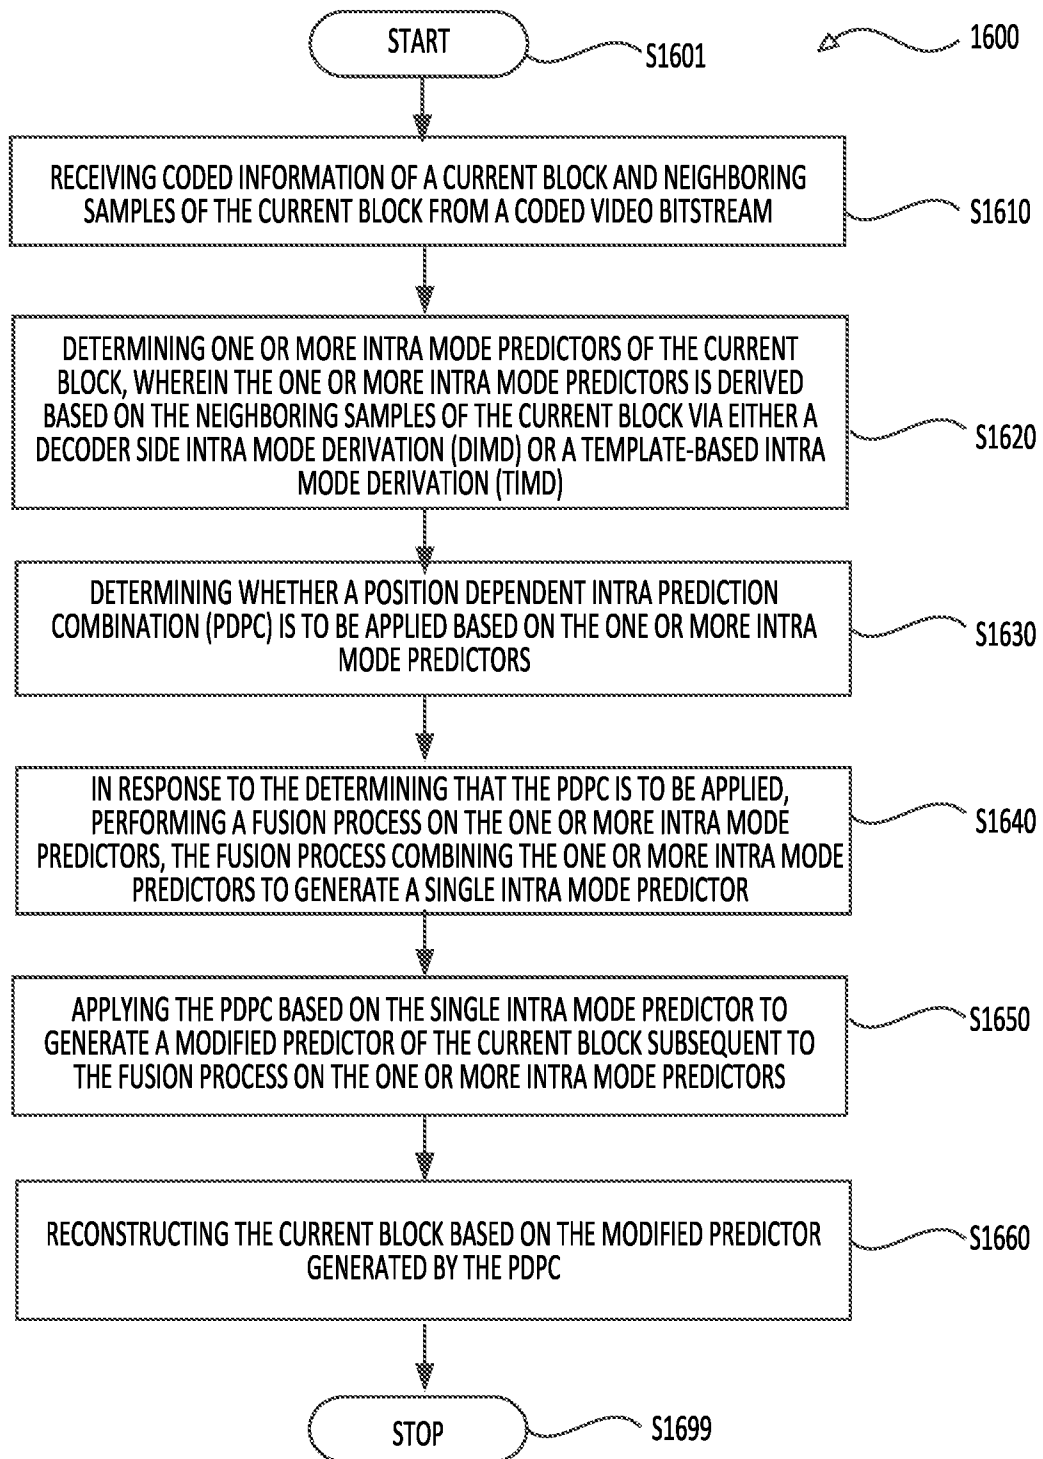 START
S1601
1600
RECEIVING CODED INFORMATION OF A CURRENT BLOCK AND NEIGHBORING
SAMPLES OF THE CURRENT BLOCK FROM A CODED VIDEO BITSTREAM
S1610
DETERMINING ONE OR MORE INTRA MODE PREDICTORS OF THE CURRENT
BLOCK, WHEREIN THE ONE OR MORE INTRA MODE PREDICTORS IS DERIVED
BASED ON THE NEIGHBORING SAMPLES OF THE CURRENT BLOCK VIA EITHER A
DECODER SIDE INTRA MODE DERIVATION (DIMD) OR A TEMPLATE-BASED INTRA
MODE DERIVATION (TIMD)
S1620
DETERMINING WHETHER A POSITION DEPENDENT INTRA PREDICTION
COMBINATION (PDPC) IS TO BE APPLIED BASED ON THE ONE OR MORE INTRA
MODE PREDICTORS
S1630
IN RESPONSE TO THE DETERMINING THAT THE PDPC IS TO BE APPLIED,
PERFORMING A FUSION PROCESS ON THE ONE OR MORE INTRA MODE
PREDICTORS, THE FUSION PROCESS COMBINING THE ONE OR MORE INTRA MODE
PREDICTORS TO GENERATE A SINGLE INTRA MODE PREDICTOR
S1640
APPLYING THE PDPC BASED ON THE SINGLE INTRA MODE PREDICTOR TO
GENERATE A MODIFIED PREDICTOR OF THE CURRENT BLOCK SUBSEQUENT TO
THE FUSION PROCESS ON THE ONE OR MORE INTRA MODE PREDICTORS
S1650
RECONSTRUCTING THE CURRENT BLOCK BASED ON THE MODIFIED PREDICTOR
GENERATED BY THE PDPC
S1660
STOP
S1699